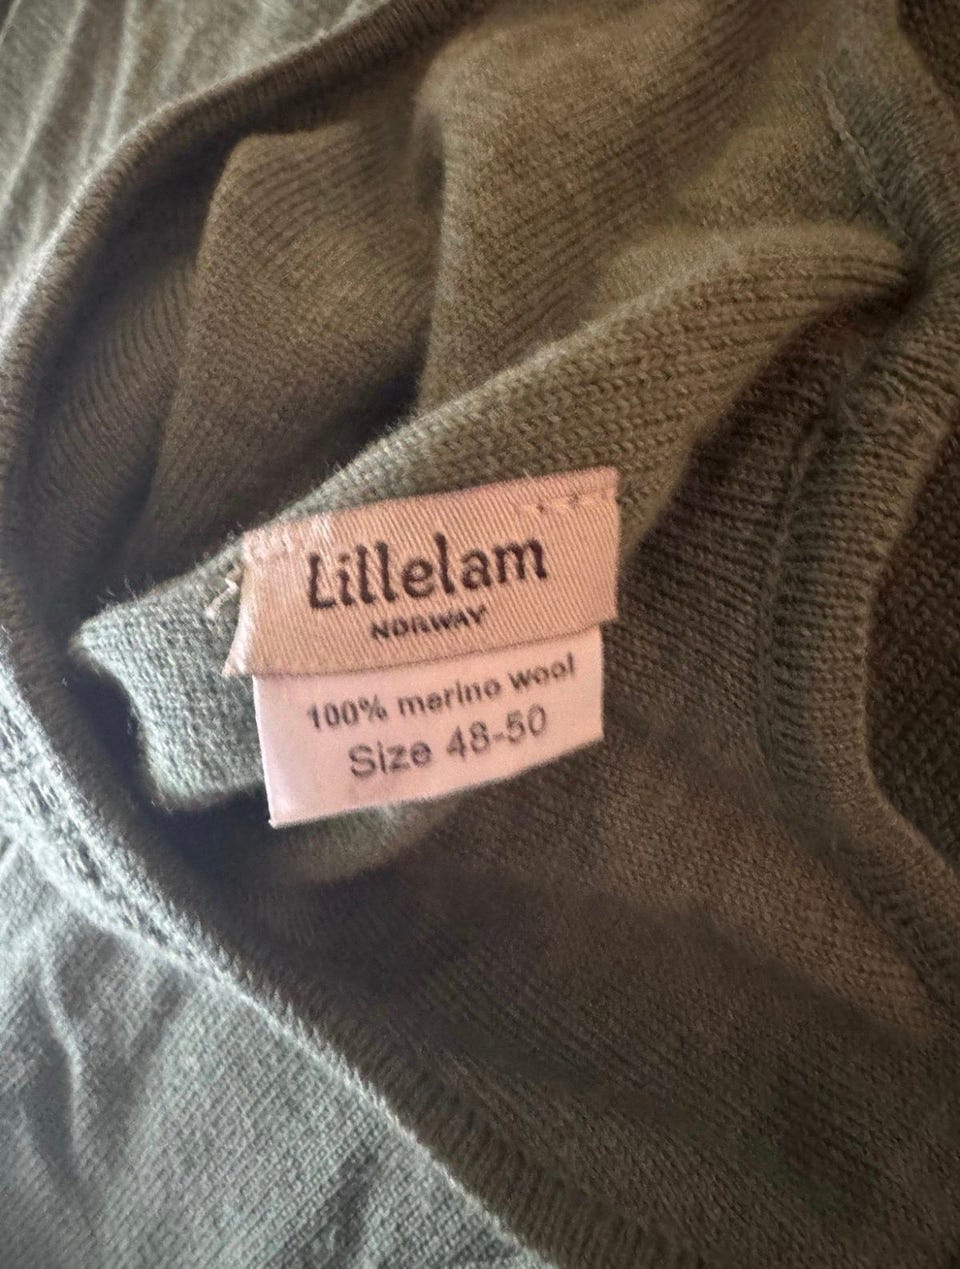 Lillelam
NORWAY
100% merino wool
Size 48-50